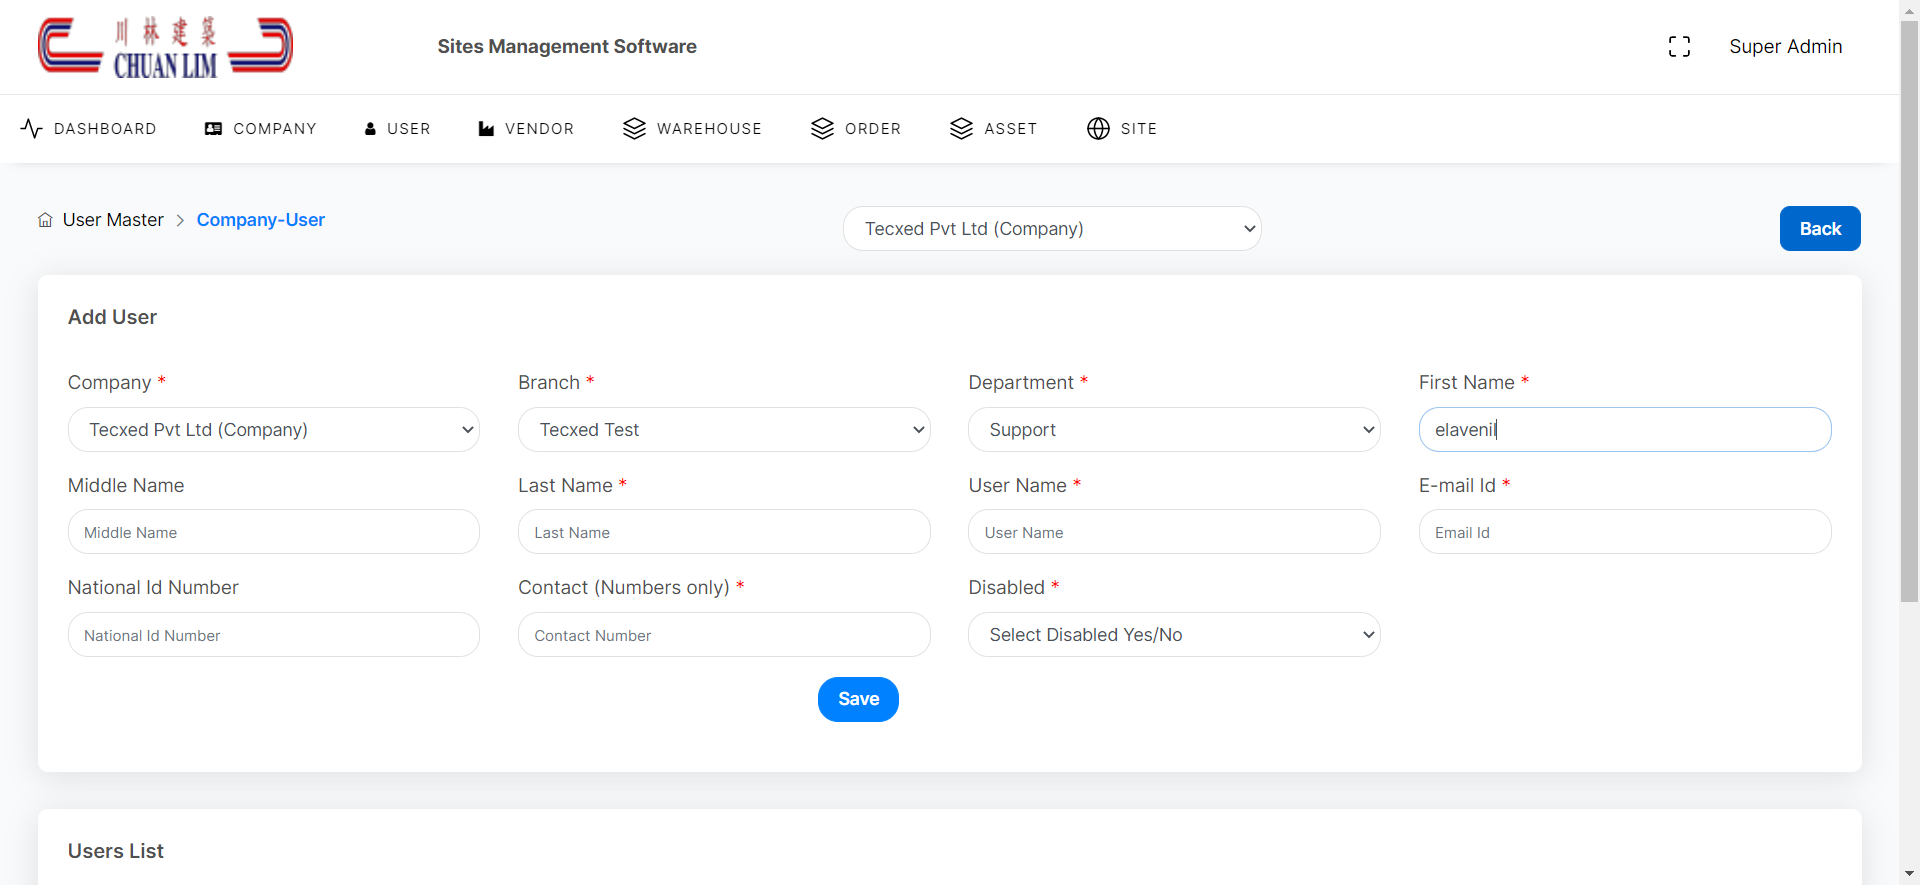 川林建築
CHUAN LIM
Sites Management Software
Super Admin
DASHBOARD
COMPANY
USER
VENDOR
WAREHOUSE
ORDER
ASSET
SITE
User Master
Company-User
Tecxed Pvt Ltd (Company)
Back
Add User
Company *
Branch *
Department *
First Name *
Tecxed Pvt Ltd (Company)
Tecxed Test
Support
elavenil
Middle Name
Last Name *
User Name *
E-mail Id *
Middle Name
Last Name
User Name
Email Id
National Id Number
Contact (Numbers only) *
Disabled *
National Id Number
Contact Number
Select Disabled Yes/No
Save
Users List